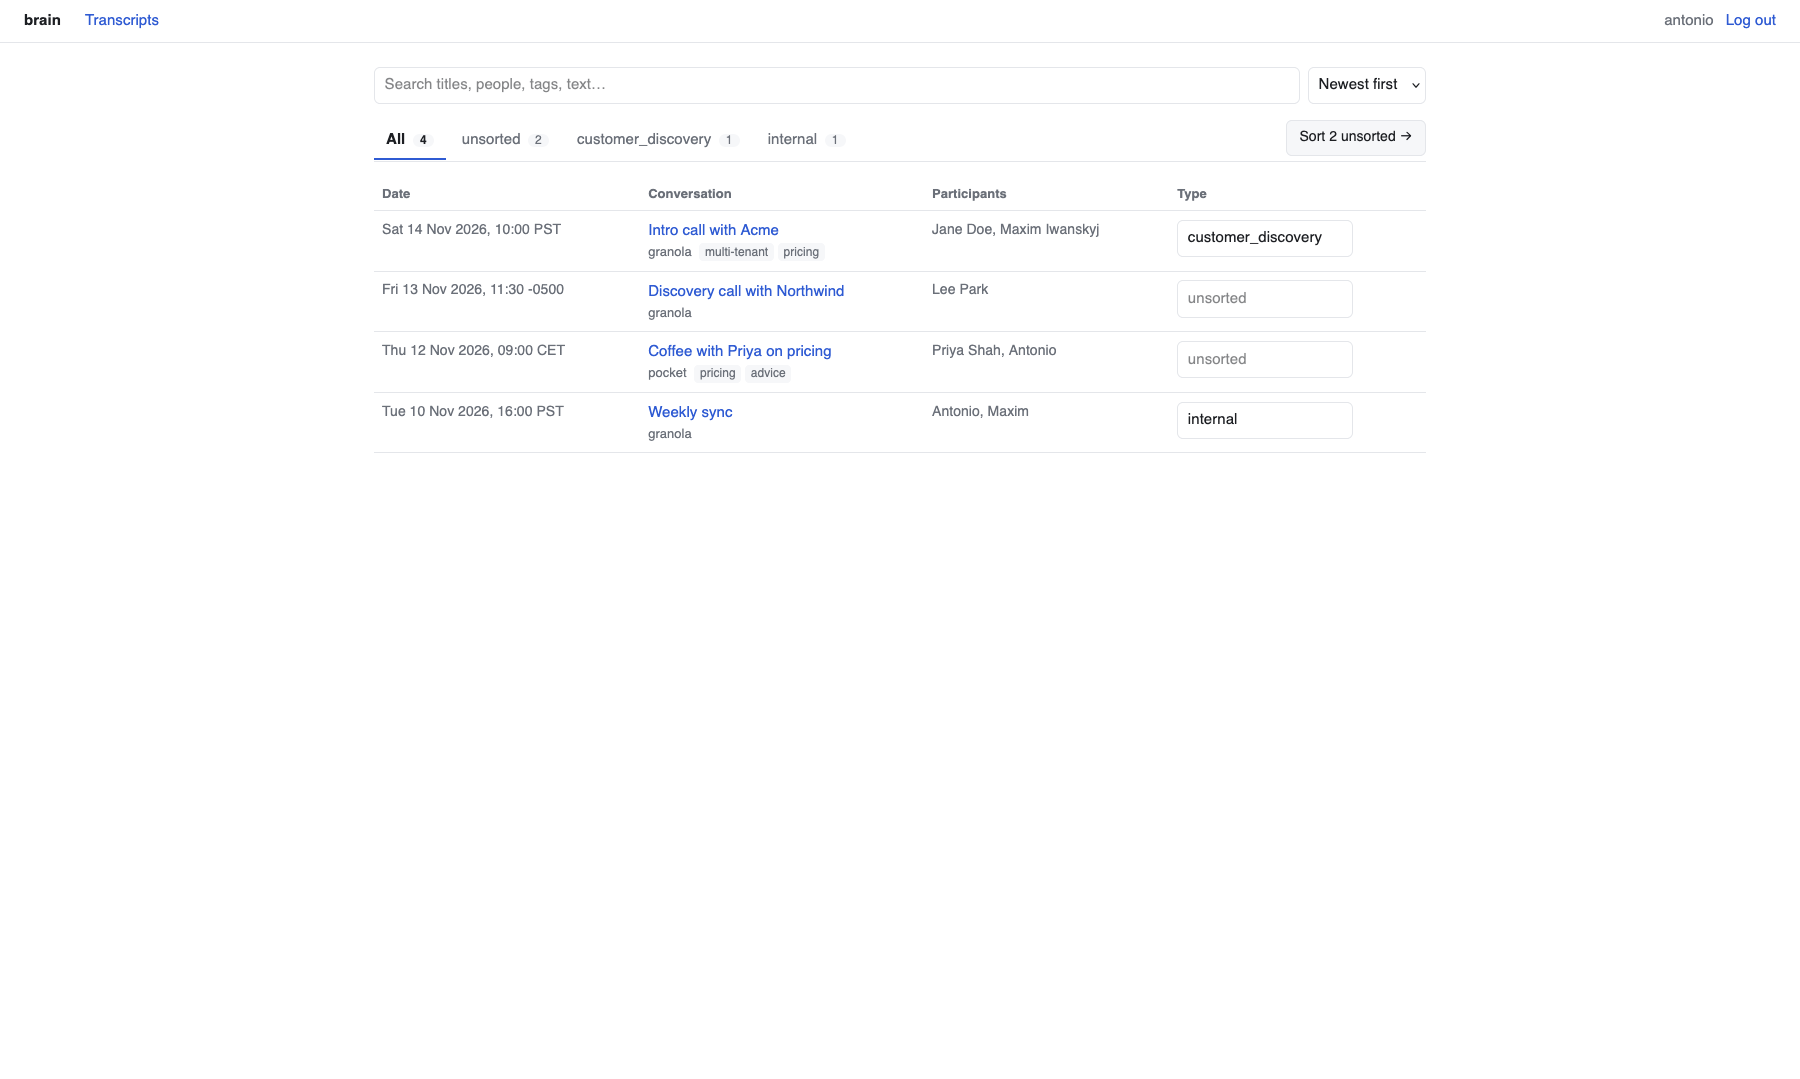 brain Transcripts antonio Log out
Search titles, people, tags, text… Newest first
All 4 unsorted 2 customer_discovery 1 internal 1 Sort 2 unsorted →
Date Conversation Participants Type
Sat 14 Nov 2026, 10:00 PST Intro call with Acme Jane Doe, Maxim Iwanskyj customer_discovery
granola multi-tenant pricing
Fri 13 Nov 2026, 11:30 -0500 Discovery call with Northwind Lee Park unsorted
granola
Thu 12 Nov 2026, 09:00 CET Coffee with Priya on pricing Priya Shah, Antonio unsorted
pocket pricing advice
Tue 10 Nov 2026, 16:00 PST Weekly sync Antonio, Maxim internal
granola